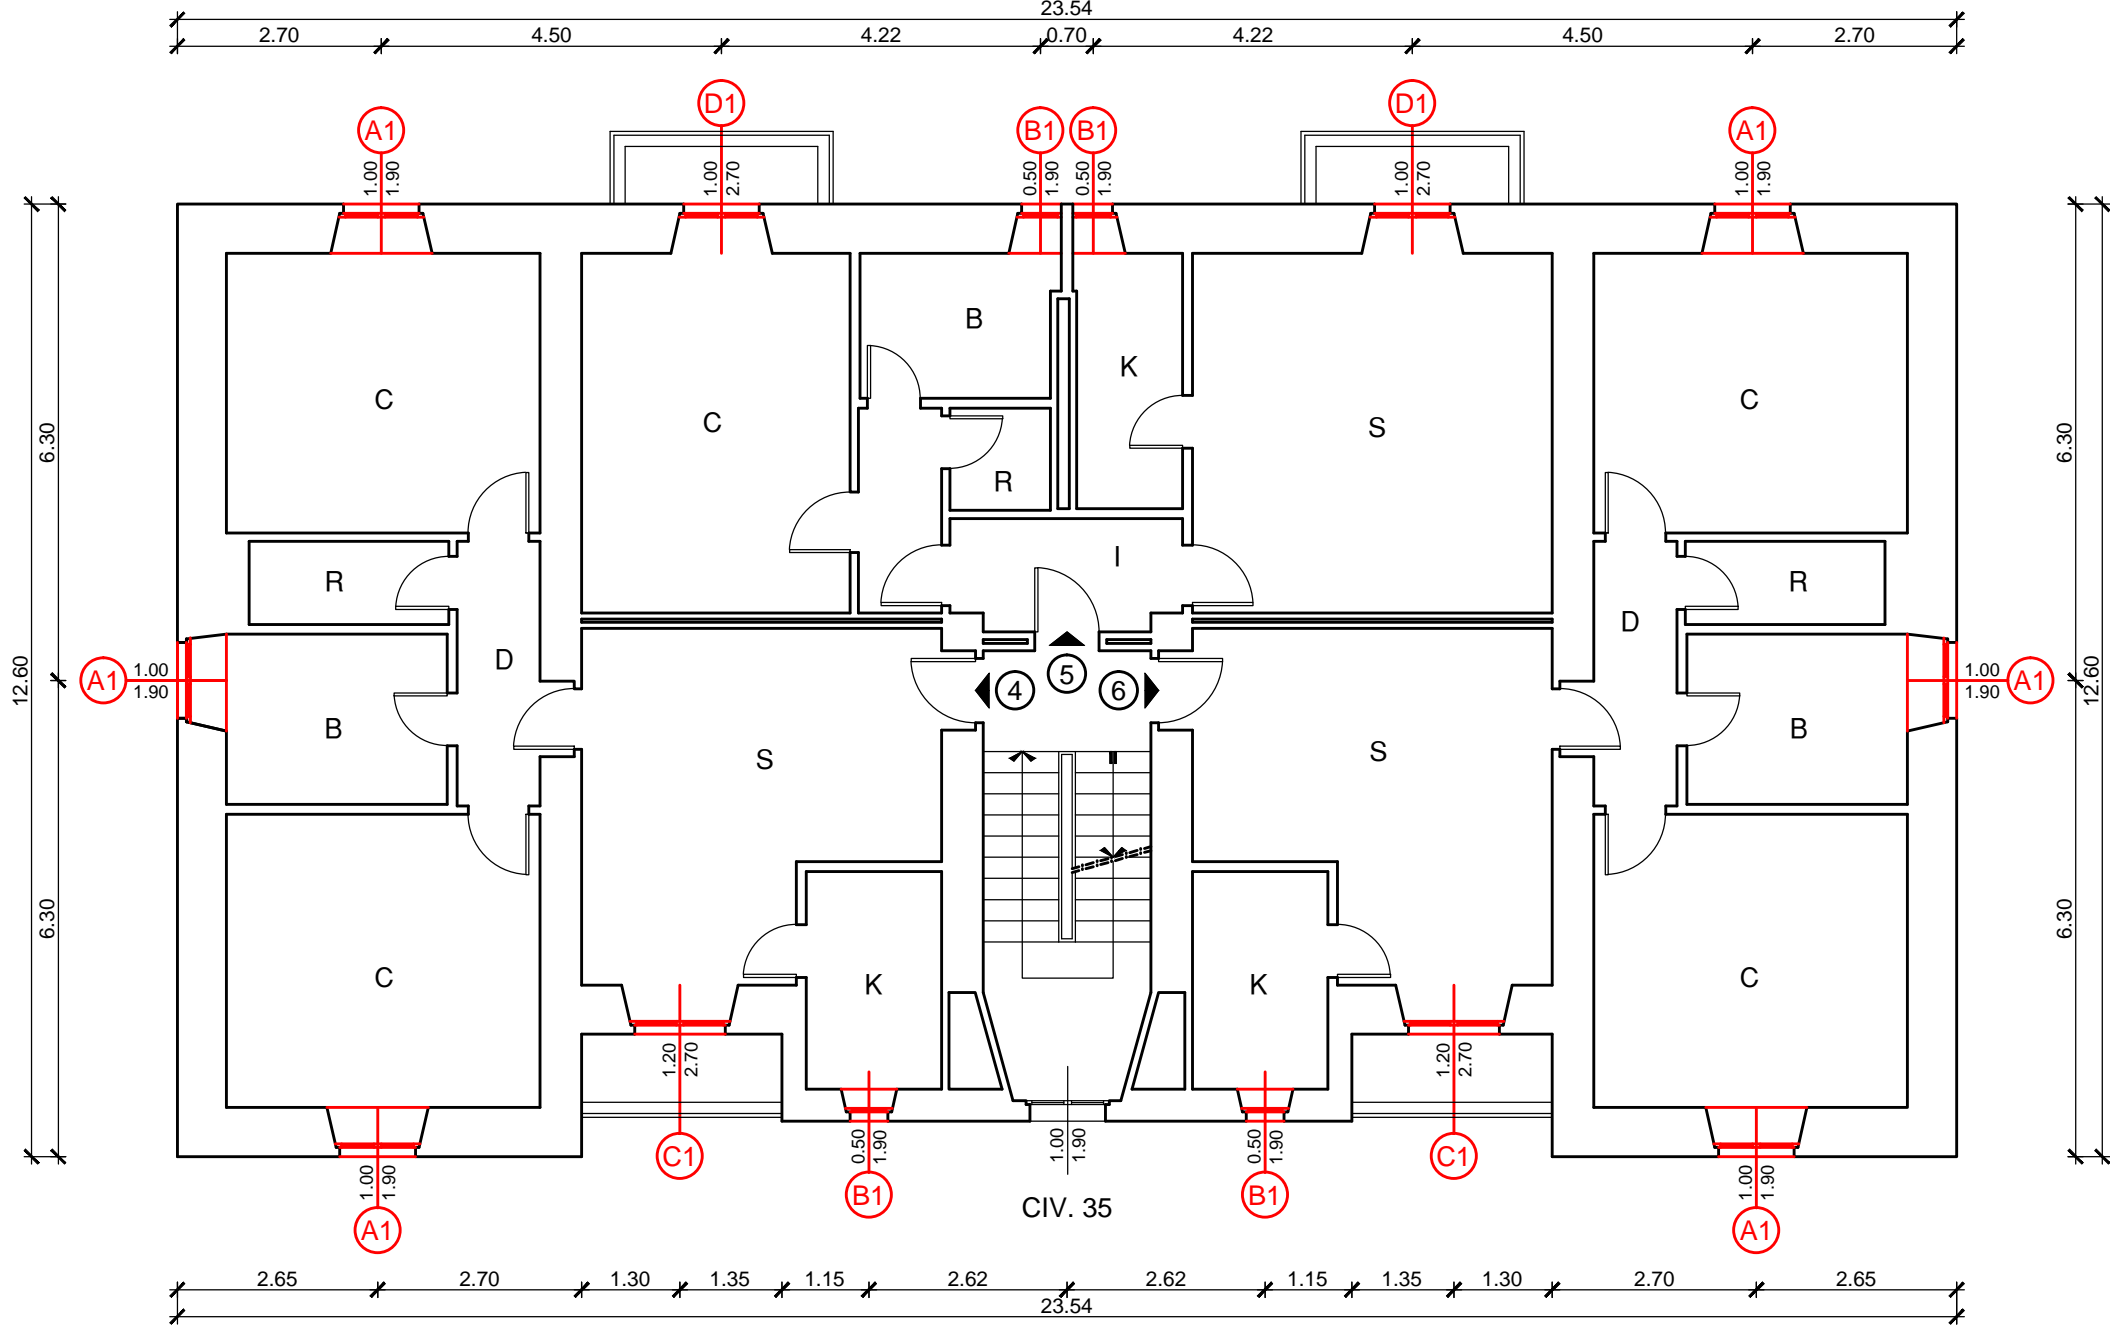 23.54
2.70 4.50 4.22 0.70 4.22 4.50 2.70
D1 D1
A1 B1 B1 A1
1.00 1.90 1.00 2.70 0.50 1.90 0.50 1.90 1.00 2.70 1.00 1.90
B
K
C C S C
6.30 6.30
R
I
R R
D D
12.60 A1 1.00 1.90 4 5 6 1.00 1.90 A1 12.60
B S S B
6.30 6.30
C K K C
1.20 2.70 1.20 2.70
1.00 1.90 C1 0.50 1.90 1.00 1.90 0.50 1.90 C1 1.00 1.90
A1 B1 B1 A1
CIV. 35
2.65 2.70 1.30 1.35 1.15 2.62 2.62 1.15 1.35 1.30 2.70 2.65
23.54